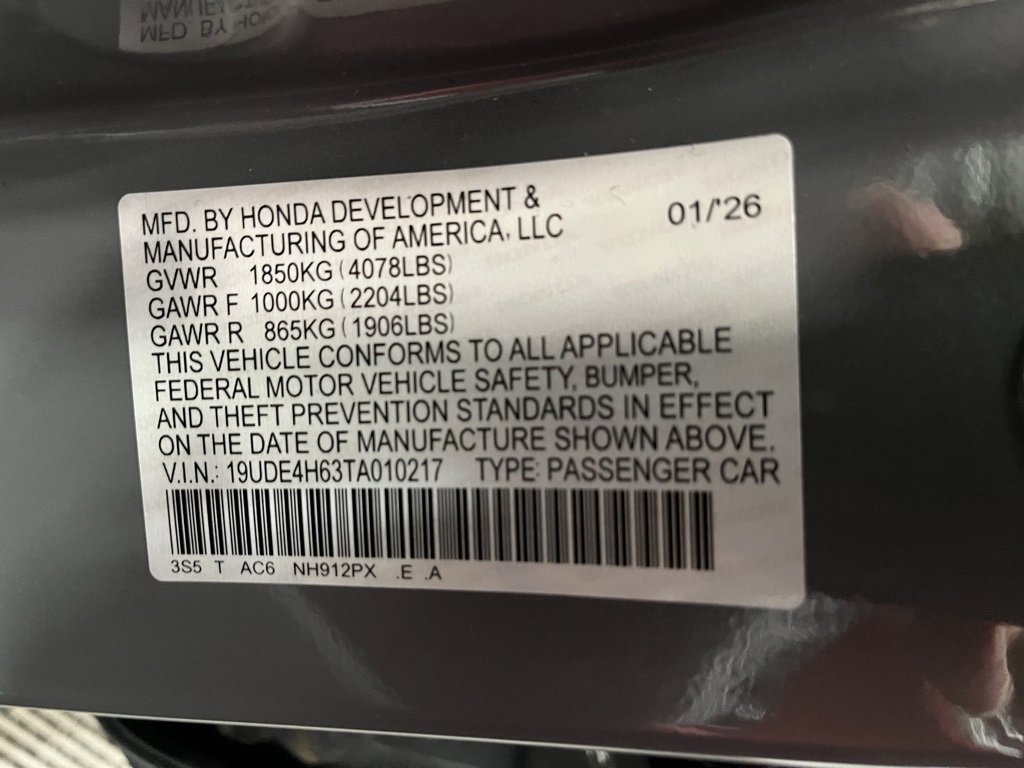 MFD. BY HONDA DEVELOPMENT &
MANUFACTURING OF AMERICA, LLC
01/'26
GVWR 1850KG (4078LBS)
GAWR F 1000KG (2204LBS)
GAWR R 865KG (1906LBS)
THIS VEHICLE CONFORMS TO ALL APPLICABLE
FEDERAL MOTOR VEHICLE SAFETY, BUMPER,
AND THEFT PREVENTION STANDARDS IN EFFECT
ON THE DATE OF MANUFACTURE SHOWN ABOVE.
V.I.N.: 19UDE4H63TA010217 TYPE: PASSENGER CAR
3S5 T AC6 NH912PX .E .A